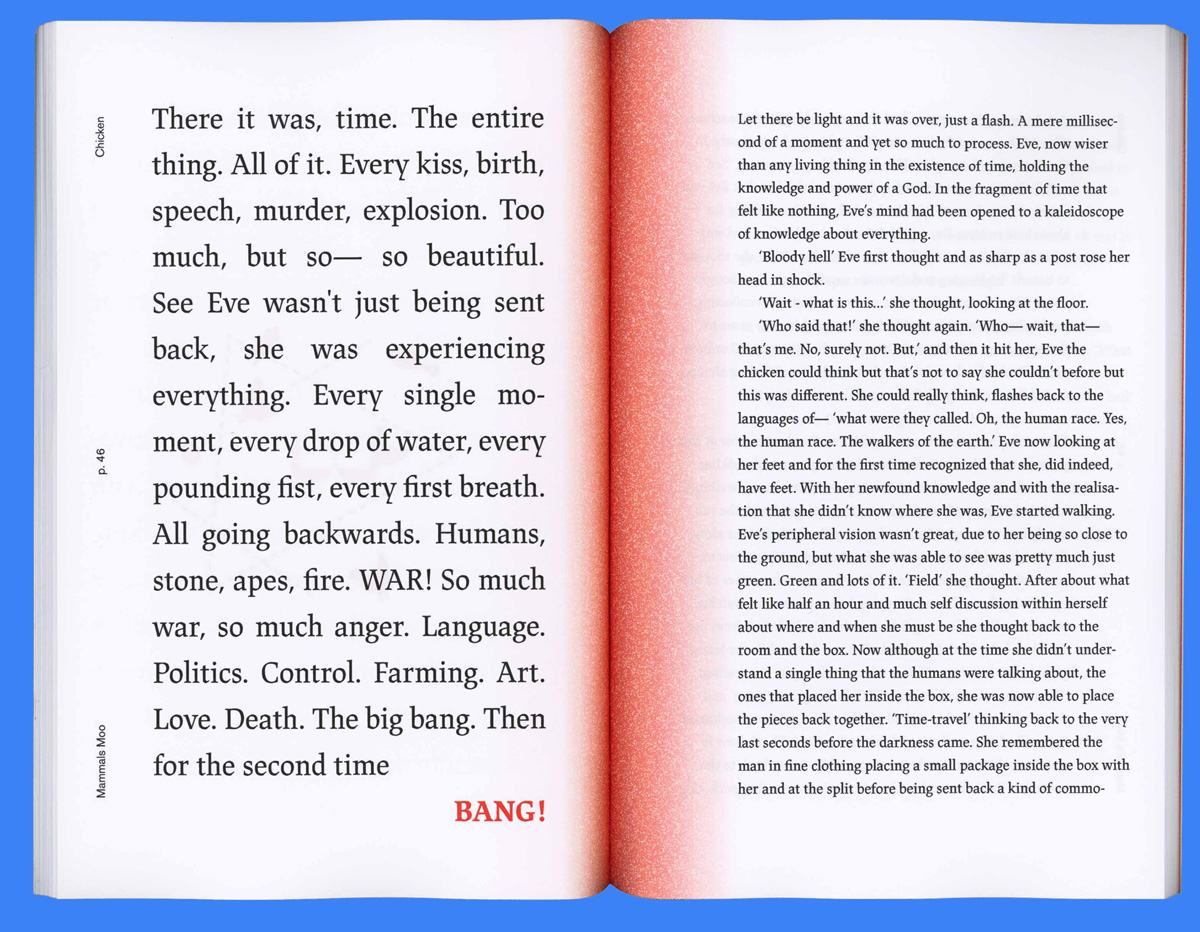 Chicken
p. 46
Mammals Moo
There it was, time. The entire
thing. All of it. Every kiss, birth,
speech, murder, explosion. Too
much, but so— so beautiful.
See Eve wasn't just being sent
back, she was experiencing
everything. Every single mo-
ment, every drop of water, every
pounding fist, every first breath.
All going backwards. Humans,
stone, apes, fire. WAR! So much
war, so much anger. Language.
Politics. Control. Farming. Art.
Love. Death. The big bang. Then
for the second time
BANG!
Let there be light and it was over, just a flash. A mere millisec-
ond of a moment and yet so much to process. Eve, now wiser
than any living thing in the existence of time, holding the
knowledge and power of a God. In the fragment of time that
felt like nothing, Eve’s mind had been opened to a kaleidoscope
of knowledge about everything.
‘Bloody hell’ Eve first thought and as sharp as a post rose her
head in shock.
‘Wait - what is this...’ she thought, looking at the floor.
‘Who said that!’ she thought again. ‘Who— wait, that—
that’s me. No, surely not. But,’ and then it hit her, Eve the
chicken could think but that’s not to say she couldn’t before but
this was different. She could really think, flashes back to the
languages of— ‘what were they called. Oh, the human race. Yes,
the human race. The walkers of the earth.’ Eve now looking at
her feet and for the first time recognized that she, did indeed,
have feet. With her newfound knowledge and with the realisa-
tion that she didn’t know where she was, Eve started walking.
Eve’s peripheral vision wasn’t great, due to her being so close to
the ground, but what she was able to see was pretty much just
green. Green and lots of it. ‘Field’ she thought. After about what
felt like half an hour and much self discussion within herself
about where and when she must be she thought back to the
room and the box. Now although at the time she didn’t under-
stand a single thing that the humans were talking about, the
ones that placed her inside the box, she was now able to place
the pieces back together. ‘Time-travel’ thinking back to the very
last seconds before the darkness came. She remembered the
man in fine clothing placing a small package inside the box with
her and at the split before being sent back a kind of commo-